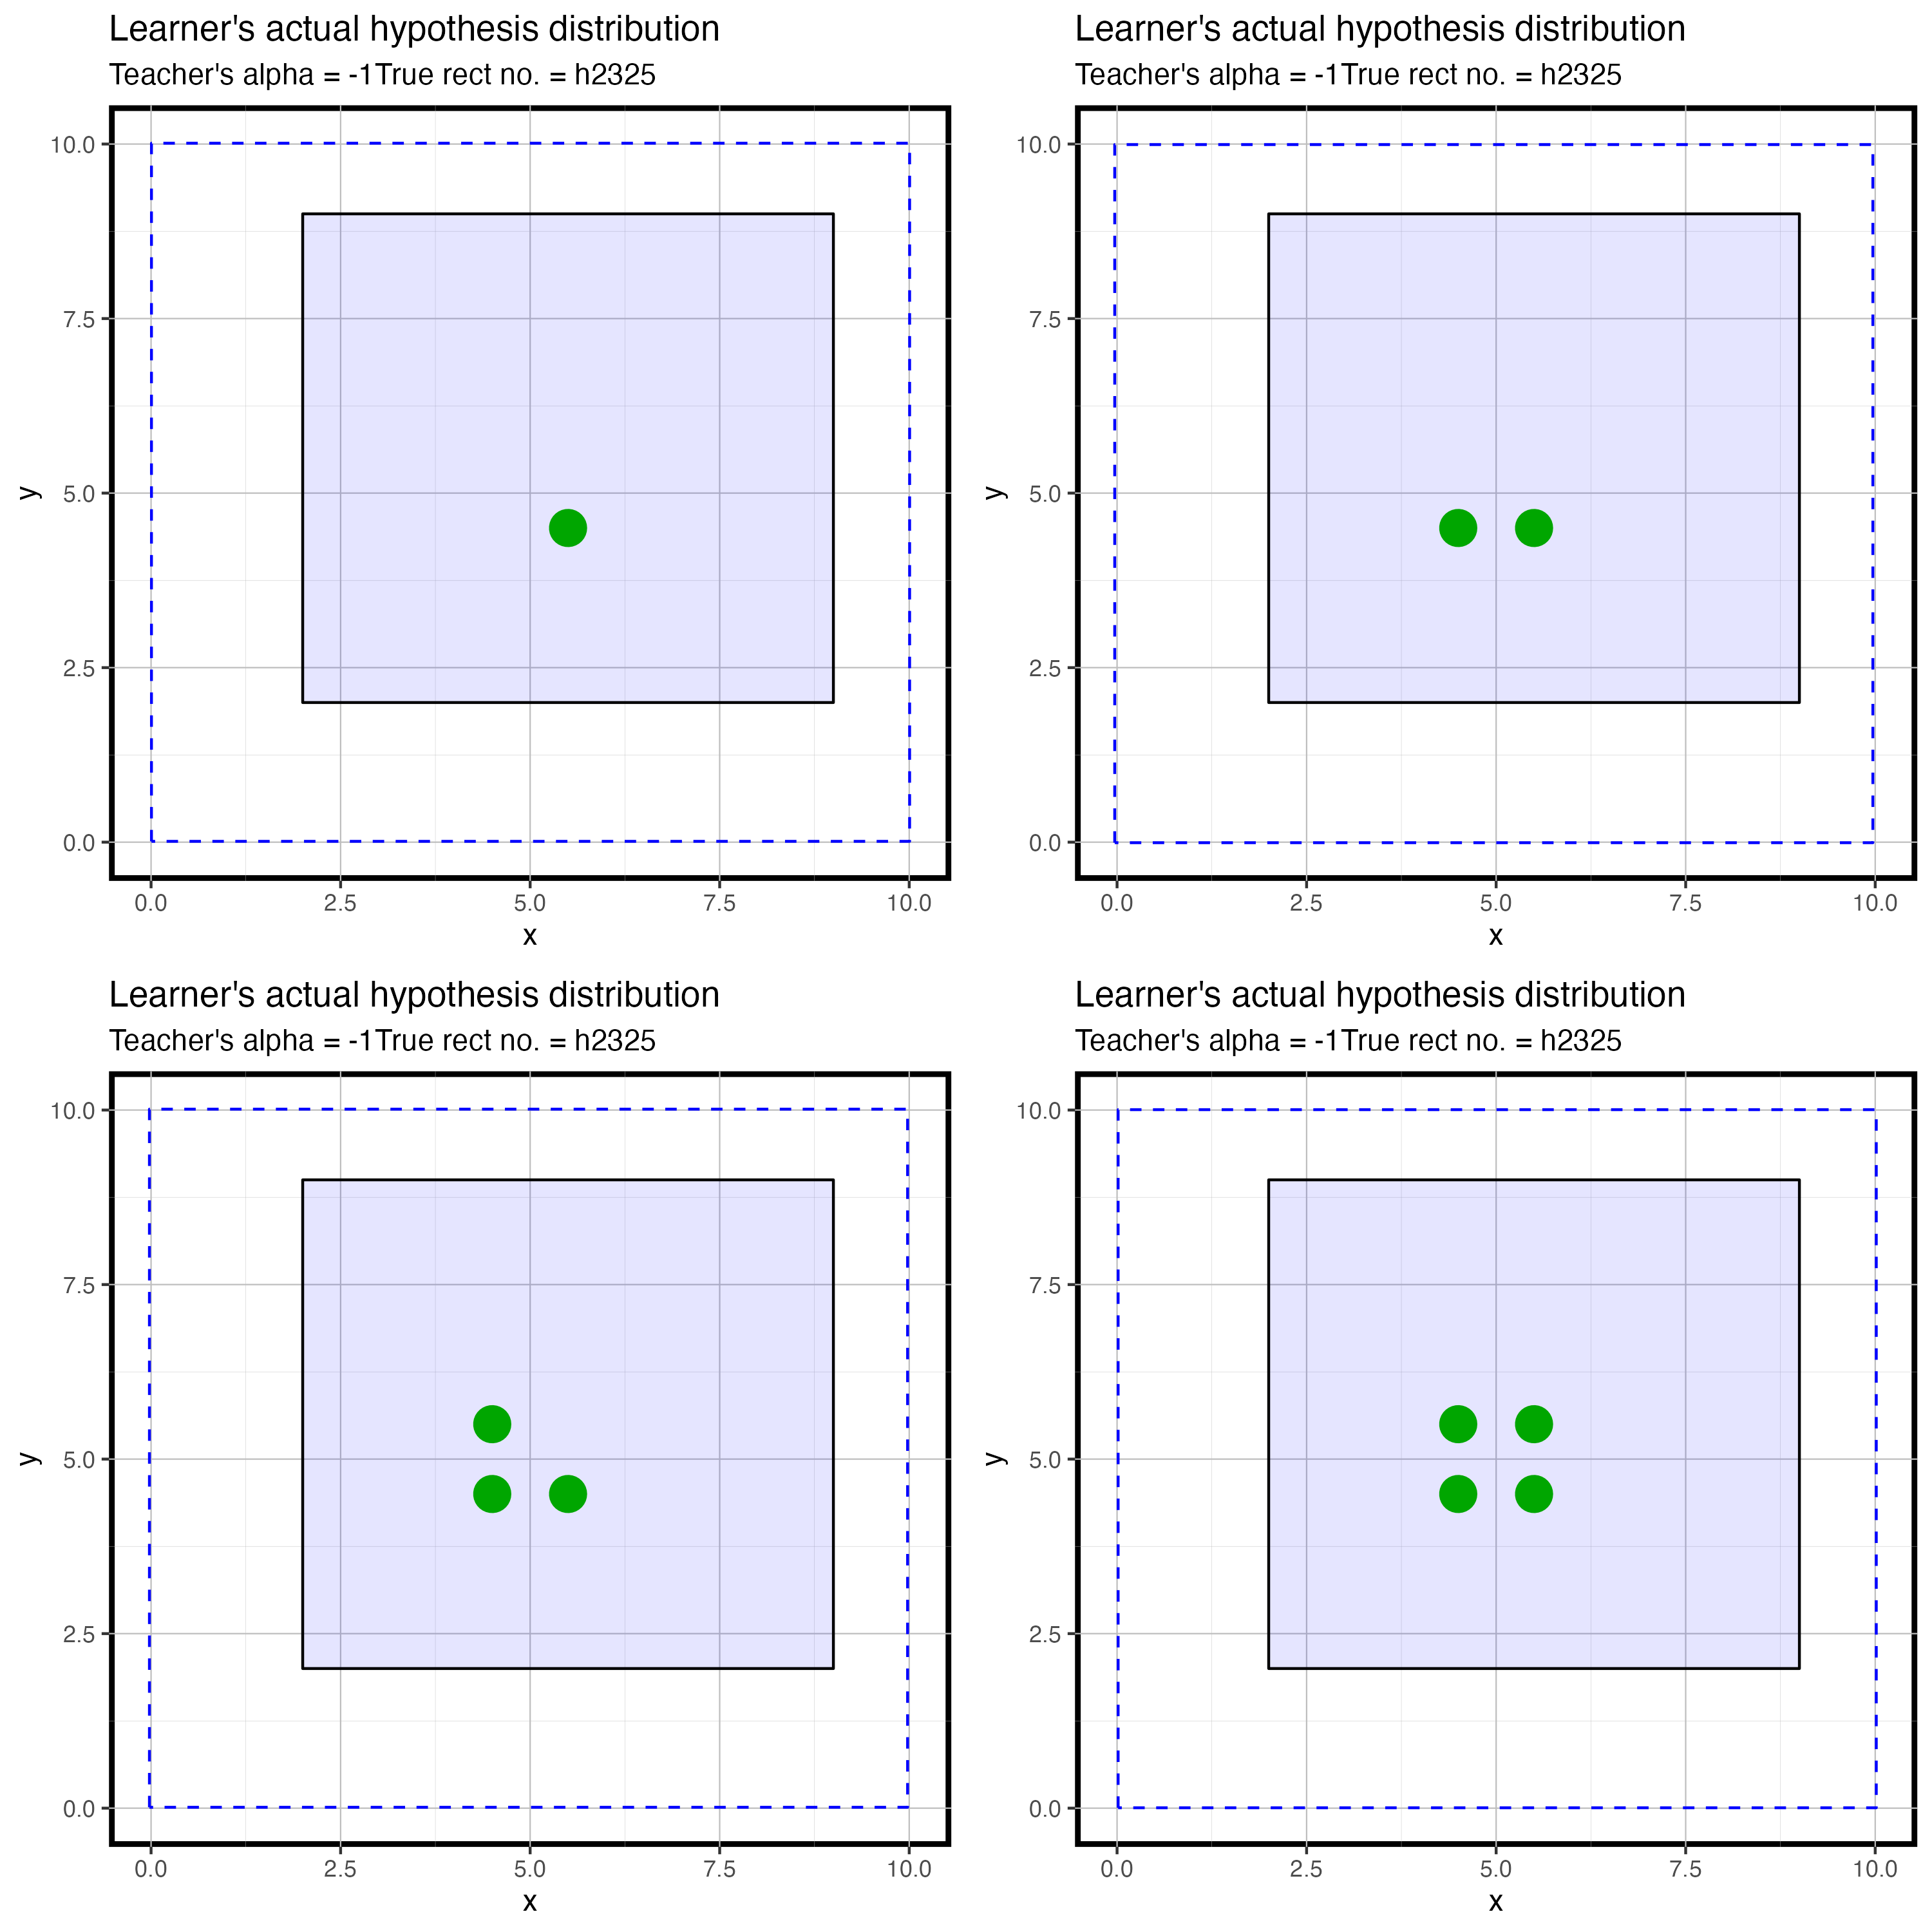 Learner's actual hypothesis distribution
Teacher's alpha = -1True rect no. = h2325
10.0
7.5
5.0
2.5
0.0
y
0.0 2.5 5.0 7.5 10.0
x
Learner's actual hypothesis distribution
Teacher's alpha = -1True rect no. = h2325
10.0
7.5
5.0
2.5
0.0
y
0.0 2.5 5.0 7.5 10.0
x
Learner's actual hypothesis distribution
Teacher's alpha = -1True rect no. = h2325
10.0
7.5
5.0
2.5
0.0
y
0.0 2.5 5.0 7.5 10.0
x
Learner's actual hypothesis distribution
Teacher's alpha = -1True rect no. = h2325
10.0
7.5
5.0
2.5
0.0
y
0.0 2.5 5.0 7.5 10.0
x